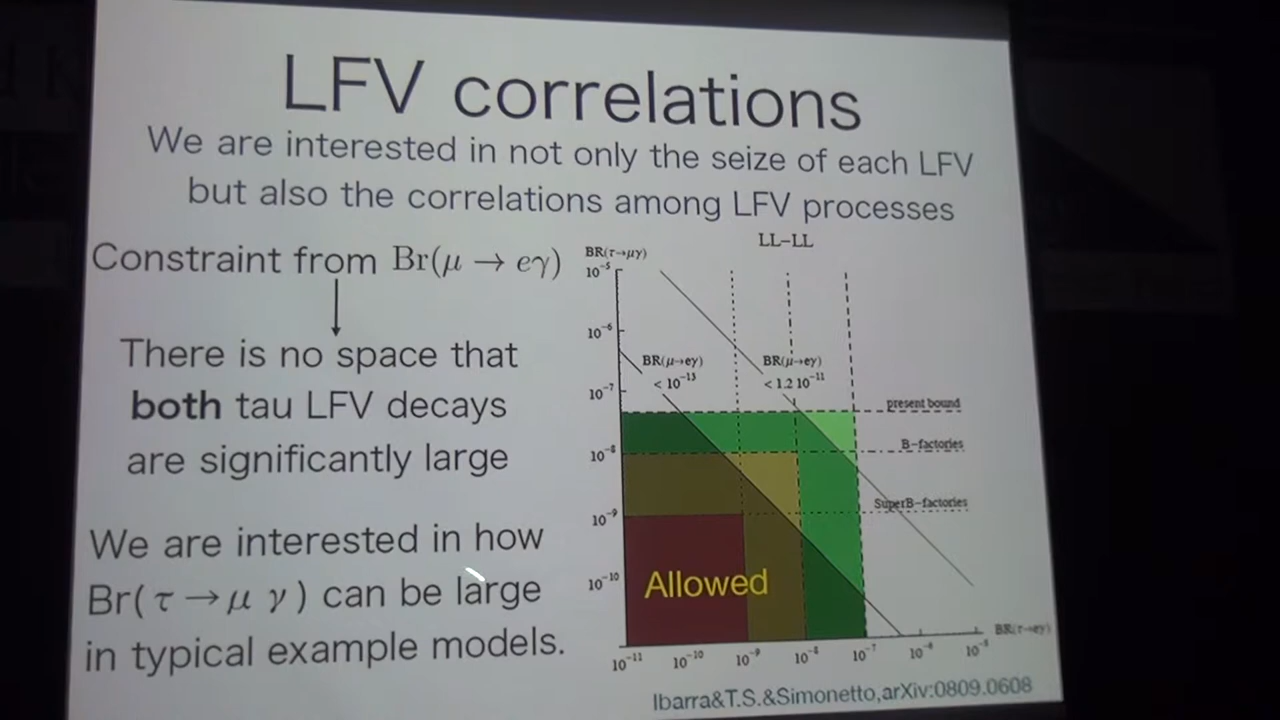 LFV correlations
We are interested in not only the seize of each LFV
but also the correlations among LFV processes
Constraint from Br(μ → eγ)
There is no space that
both tau LFV decays
are significantly large
We are interested in how
Br(τ→μ γ) can be large
in typical example models.
LL-LL
BR(τ→μγ)
10⁻⁵
10⁻⁶
BR(μ→eγ)
< 10⁻¹³
BR(μ→eγ)
< 1.2 10⁻¹¹
10⁻⁷
present bound
B-factories
10⁻⁸
SuperB-factories
10⁻⁹
10⁻¹⁰
Allowed
BR(τ→eγ)
10⁻¹¹ 10⁻¹⁰ 10⁻⁹ 10⁻⁸ 10⁻⁷ 10⁻⁶ 10⁻⁵
Ibarra&T.S.&Simonetto,arXiv:0809.0608